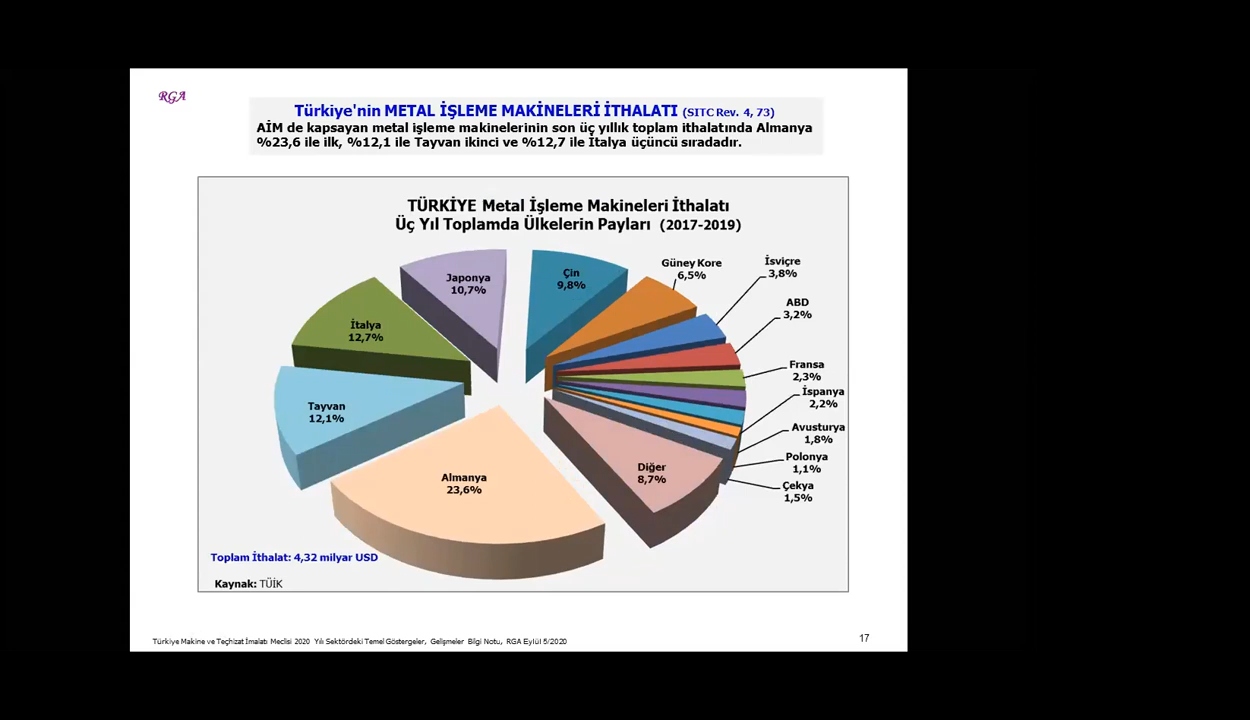 RGA
Türkiye'nin METAL İŞLEME MAKİNELERİ İTHALATI (SITC Rev. 4, 73)
AİM de kapsayan metal işleme makinelerinin son üç yıllık toplam ithalatında Almanya
%23,6 ile ilk, %12,1 ile Tayvan ikinci ve %12,7 ile İtalya üçüncü sıradadır.
TÜRKİYE Metal İşleme Makineleri İthalatı
Üç Yıl Toplamda Ülkelerin Payları (2017-2019)
Japonya
10,7%
Çin
9,8%
Güney Kore
6,5%
İsviçre
3,8%
ABD
3,2%
İtalya
12,7%
Fransa
2,3%
İspanya
2,2%
Tayvan
12,1%
Avusturya
1,8%
Polonya
1,1%
Çekya
1,5%
Diğer
8,7%
Almanya
23,6%
Toplam İthalat: 4,32 milyar USD
Kaynak: TÜİK
Türkiye Makine ve Teçhizat İmalatı Meclisi 2020 Yılı Sektördeki Temel Göstergeler, Gelişmeler Bilgi Notu, RGA Eylül 5/2020
17